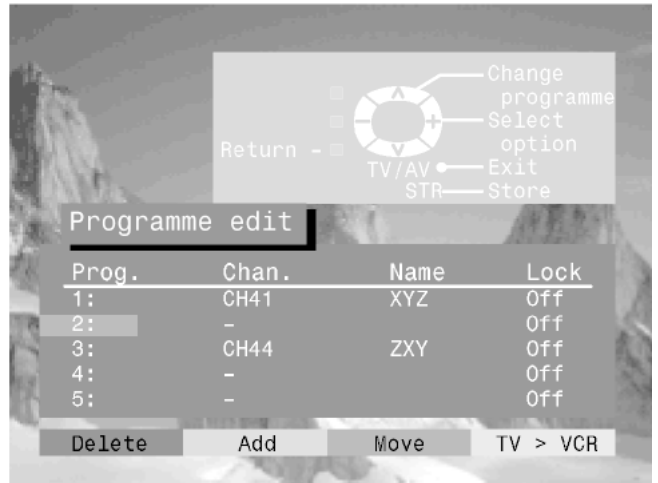 Change
programme
Select
option
Return -
TV/AV Exit
STR Store
Programme edit
Prog. Chan. Name Lock
1: CH41 XYZ Off
2: - Off
3: CH44 ZXY Off
4: - Off
5: - Off
Delete Add Move TV > VCR